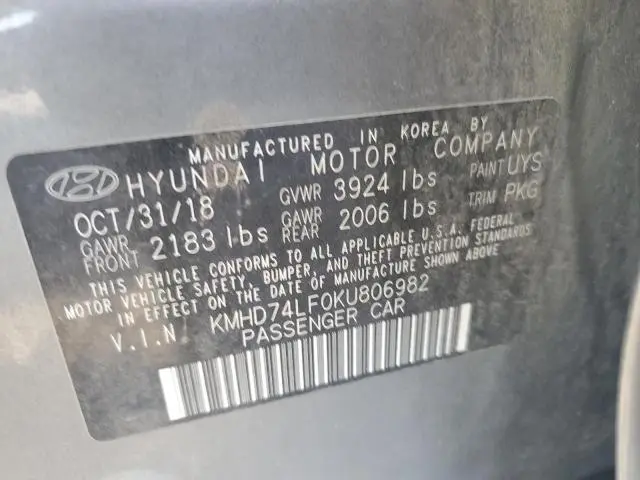 MANUFACTURED IN KOREA BY
HYUNDAI MOTOR COMPANY
OCT/31/18 GVWR 3924 lbs PAINT UYS
GAWR FRONT 2183 lbs GAWR REAR 2006 lbs TRIM PKG
THIS VEHICLE CONFORMS TO ALL APPLICABLE U.S.A. FEDERAL
MOTOR VEHICLE SAFETY, BUMPER, AND THEFT PREVENTION STANDARDS
IN EFFECT ON THE DATE OF MANUFACTURE SHOWN ABOVE
V.I.N. KMHD74LF0KU806982
PASSENGER CAR